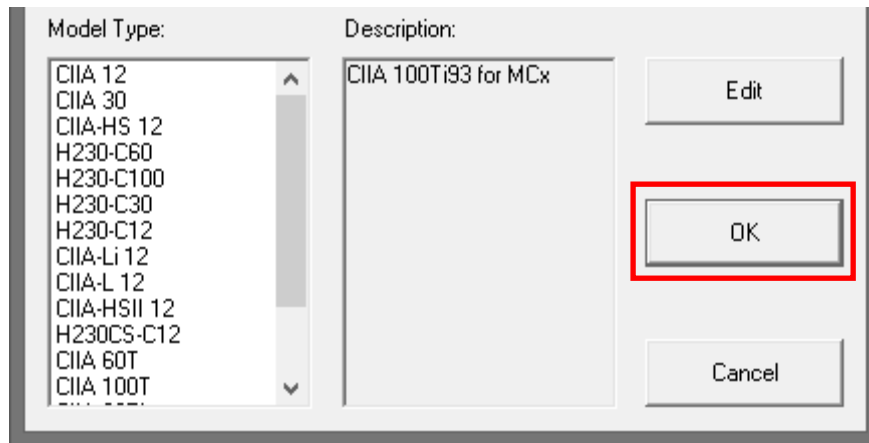 Model Type:
Description:
CIIA 12
CIIA 30
CIIA-HS 12
H230-C60
H230-C100
H230-C30
H230-C12
CIIA-Li 12
CIIA-L 12
CIIA-HSII 12
H230CS-C12
CIIA 60T
CIIA 100T
CIIA 100Ti93 for MCx
Edit
OK
Cancel